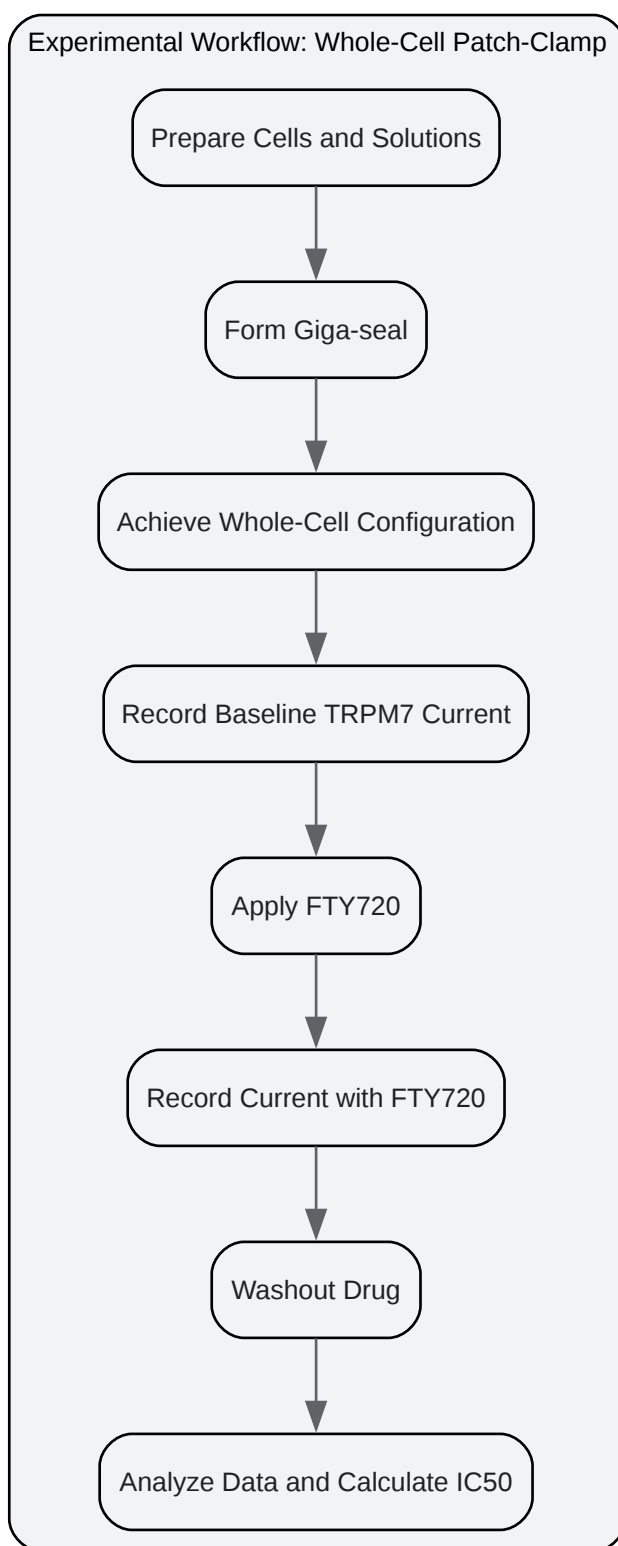 Experimental Workflow: Whole-Cell Patch-Clamp
Prepare Cells and Solutions
Form Giga-seal
Achieve Whole-Cell Configuration
Record Baseline TRPM7 Current
Apply FTY720
Record Current with FTY720
Washout Drug
Analyze Data and Calculate IC50